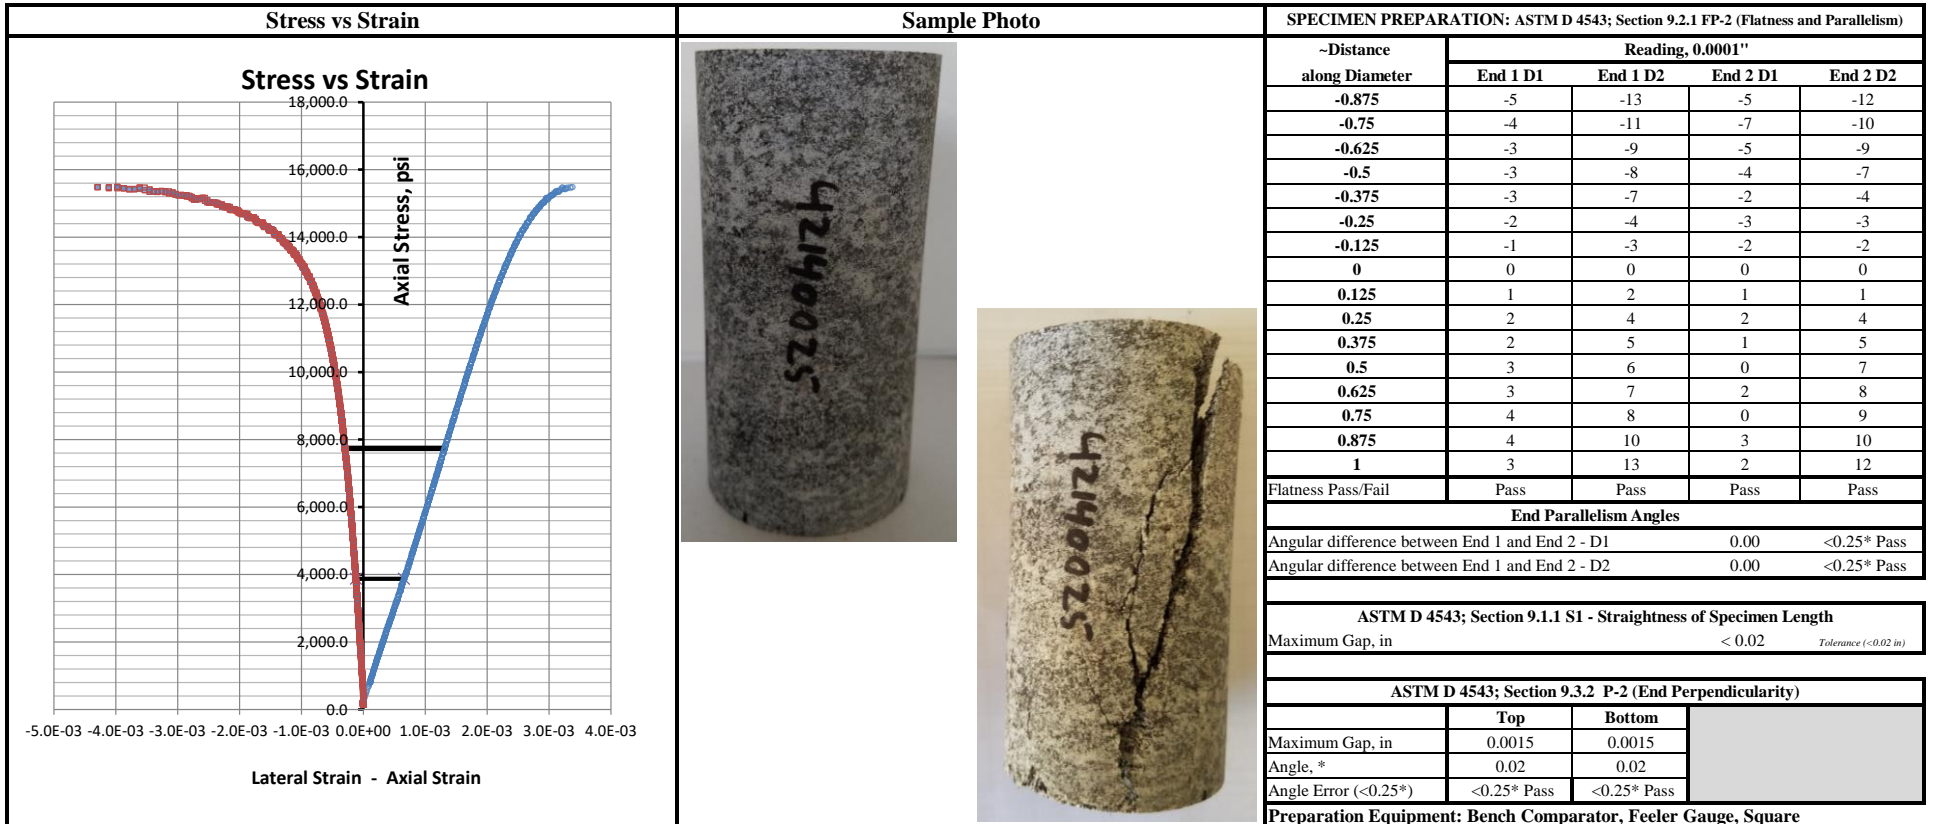 Stress vs Strain
Stress vs Strain
18,000.0
16,000.0
14,000.0
12,000.0
10,000.0
8,000.0
6,000.0
4,000.0
2,000.0
0.0
Axial Stress, psi
-5.0E-03 -4.0E-03 -3.0E-03 -2.0E-03 -1.0E-03 0.0E+00 1.0E-03 2.0E-03 3.0E-03 4.0E-03
Lateral Strain - Axial Strain
Sample Photo
42140025
42140025
SPECIMEN PREPARATION: ASTM D 4543; Section 9.2.1 FP-2 (Flatness and Parallelism)
~Distance Reading, 0.0001"
along Diameter End 1 D1 End 1 D2 End 2 D1 End 2 D2
-0.875 -5 -13 -5 -12
-0.75 -4 -11 -7 -10
-0.625 -3 -9 -5 -9
-0.5 -3 -8 -4 -7
-0.375 -3 -7 -2 -4
-0.25 -2 -4 -3 -3
-0.125 -1 -3 -2 -2
0 0 0 0 0
0.125 1 2 1 1
0.25 2 4 2 4
0.375 2 5 1 5
0.5 3 6 0 7
0.625 3 7 2 8
0.75 4 8 0 9
0.875 4 10 3 10
1 3 13 2 12
Flatness Pass/Fail Pass Pass Pass Pass
End Parallelism Angles
Angular difference between End 1 and End 2 - D1 0.00 <0.25* Pass
Angular difference between End 1 and End 2 - D2 0.00 <0.25* Pass
ASTM D 4543; Section 9.1.1 S1 - Straightness of Specimen Length
Maximum Gap, in < 0.02 Tolerance (<0.02 in)
ASTM D 4543; Section 9.3.2 P-2 (End Perpendicularity)
Top Bottom
Maximum Gap, in 0.0015 0.0015
Angle, * 0.02 0.02
Angle Error (<0.25*) <0.25* Pass <0.25* Pass
Preparation Equipment: Bench Comparator, Feeler Gauge, Square